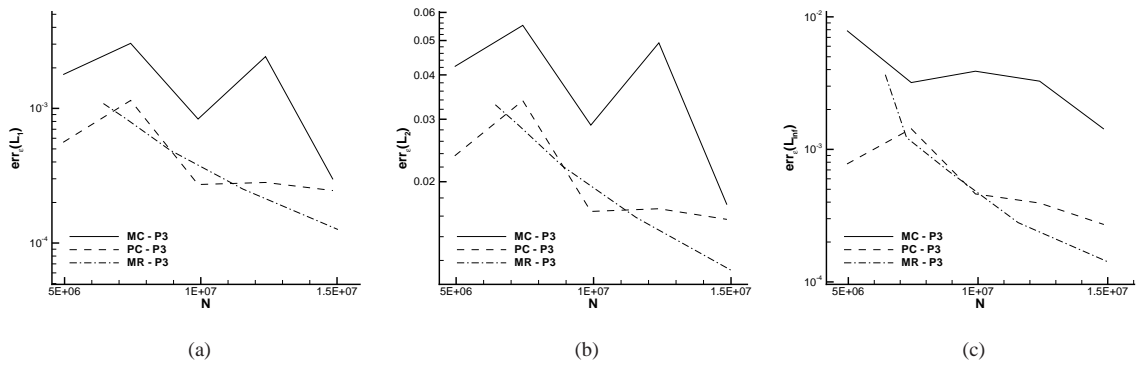 err_ε(L_1)
10^-3
10^-4
MC - P3
PC - P3
MR - P3
5E+06
1E+07
1.5E+07
N
(a)
err_ε(L_2)
0.06
0.05
0.04
0.03
0.02
MC - P3
PC - P3
MR - P3
5E+06
1E+07
1.5E+07
N
(b)
err_ε(L_inf)
10^-2
10^-3
10^-4
MC - P3
PC - P3
MR - P3
5E+06
1E+07
1.5E+07
N
(c)